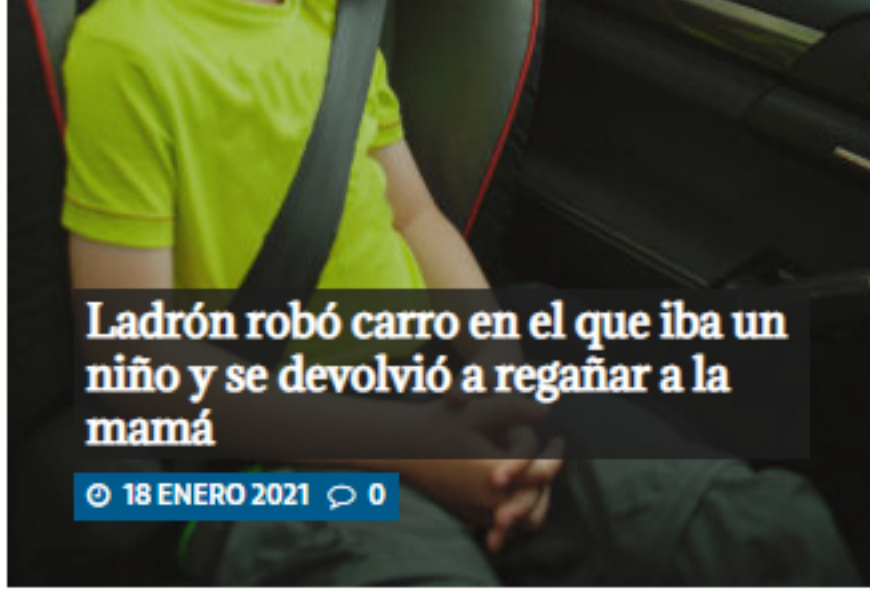 Ladrón robó carro en el que iba un
niño y se devolvió a regañar a la
mamá
18 ENERO 2021 0